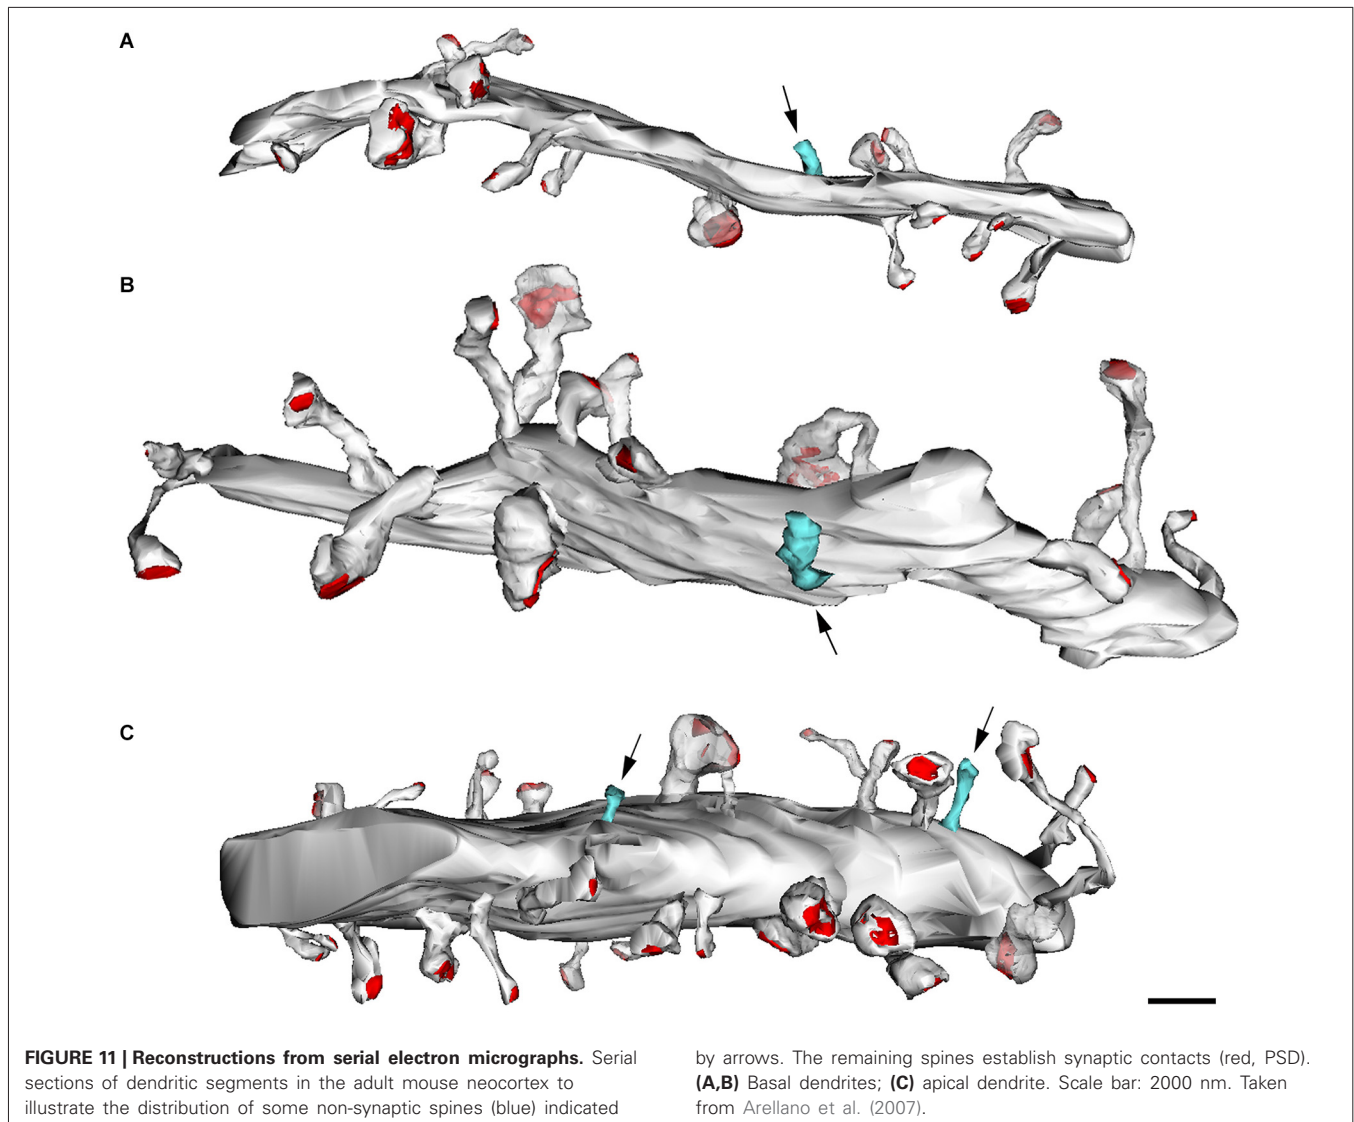 A
B
C
FIGURE 11 | Reconstructions from serial electron micrographs. Serial
sections of dendritic segments in the adult mouse neocortex to
illustrate the distribution of some non-synaptic spines (blue) indicated
by arrows. The remaining spines establish synaptic contacts (red, PSD).
(A,B) Basal dendrites; (C) apical dendrite. Scale bar: 2000 nm. Taken
from Arellano et al. (2007).